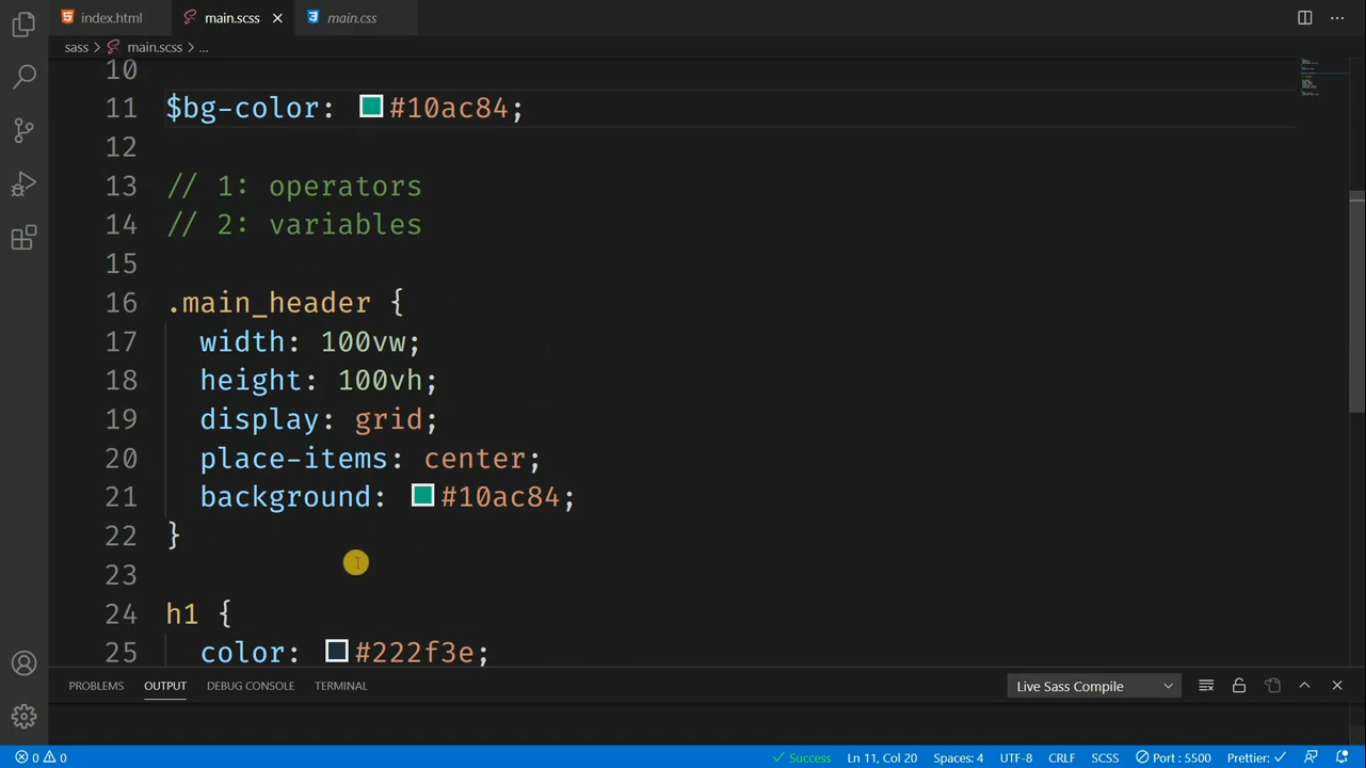 index.html
main.scss
main.css
sass > main.scss > ...
10
11 $bg-color: #10ac84;
12
13 // 1: operators
14 // 2: variables
15
16 .main_header {
17 width: 100vw;
18 height: 100vh;
19 display: grid;
20 place-items: center;
21 background: #10ac84;
22 }
23
24 h1 {
25 color: #222f3e;
PROBLEMS OUTPUT DEBUG CONSOLE TERMINAL Live Sass Compile
0 0 Success Ln 11, Col 20 Spaces: 4 UTF-8 CRLF SCSS Port : 5500 Prettier: